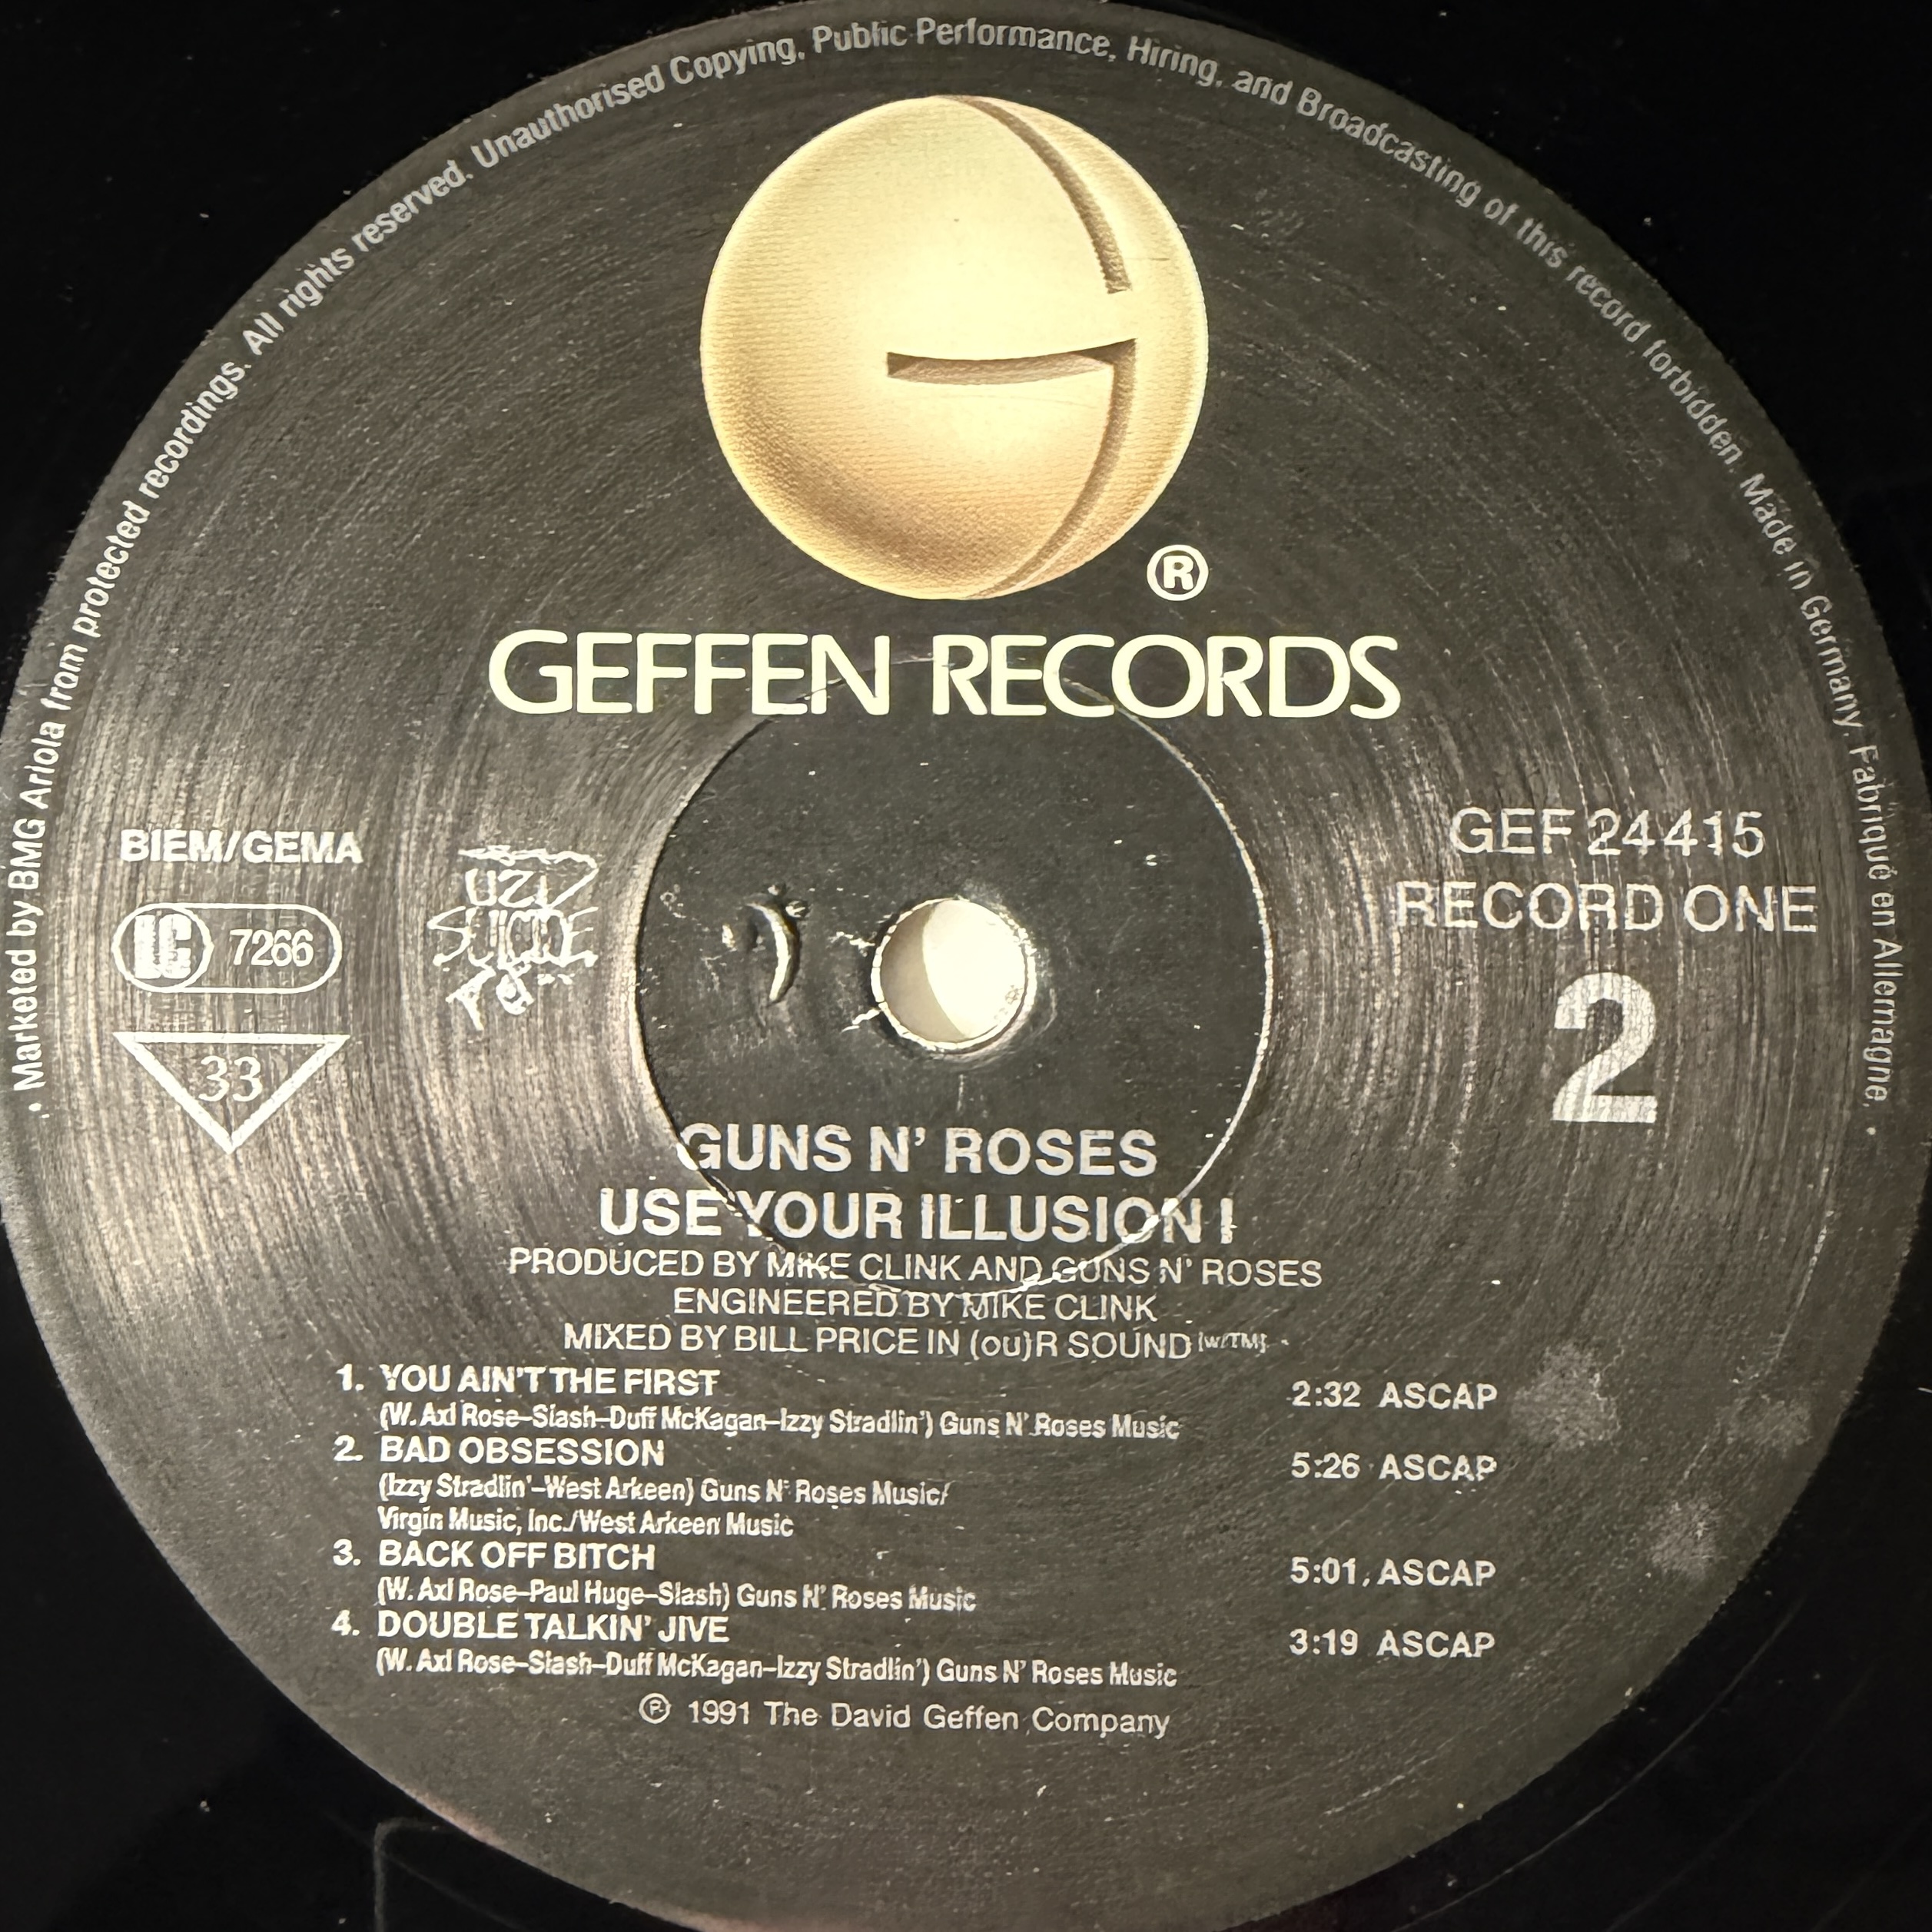 • Marketed by BMG Ariola from protected recordings. All rights reserved. Unauthorised Copying, Public Performance, Hiring, and Broadcasting of this record forbidden. Made in Germany. Fabriqué en Allemagne. •
®
GEFFEN RECORDS
BIEM/GEMA
LC 7266
33
UZI
SUICIDE
GEF 24415
RECORD ONE
2
GUNS N' ROSES
USE YOUR ILLUSION I
PRODUCED BY MIKE CLINK AND GUNS N' ROSES
ENGINEERED BY MIKE CLINK
MIXED BY BILL PRICE IN (ou)R SOUND (w/TM)
1. YOU AIN'T THE FIRST 2:32 ASCAP
(W. Axl Rose–Slash–Duff McKagan–Izzy Stradlin') Guns N' Roses Music
2. BAD OBSESSION 5:26 ASCAP
(Izzy Stradlin'–West Arkeen) Guns N' Roses Music/
Virgin Music, Inc./West Arkeen Music
3. BACK OFF BITCH 5:01, ASCAP
(W. Axl Rose–Paul Huge–Slash) Guns N' Roses Music
4. DOUBLE TALKIN' JIVE 3:19 ASCAP
(W. Axl Rose–Slash–Duff McKagan–Izzy Stradlin') Guns N' Roses Music
℗ 1991 The David Geffen Company